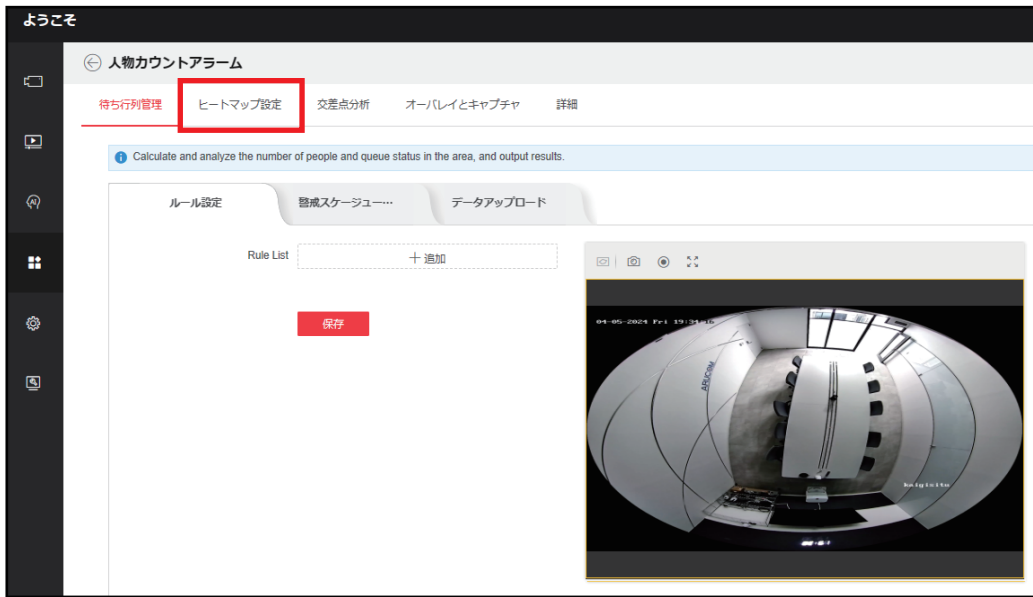 ようこそ
人物カウントアラーム
待ち行列管理 ヒートマップ設定 交差点分析 オーバレイとキャプチャ 詳細
Calculate and analyze the number of people and queue status in the area, and output results.
ルール設定 警戒スケージュー… データアップロード
Rule List + 追加
保存
04-05-2024 Fri 19:34:16
ARUCOM
kaigisitu
AI